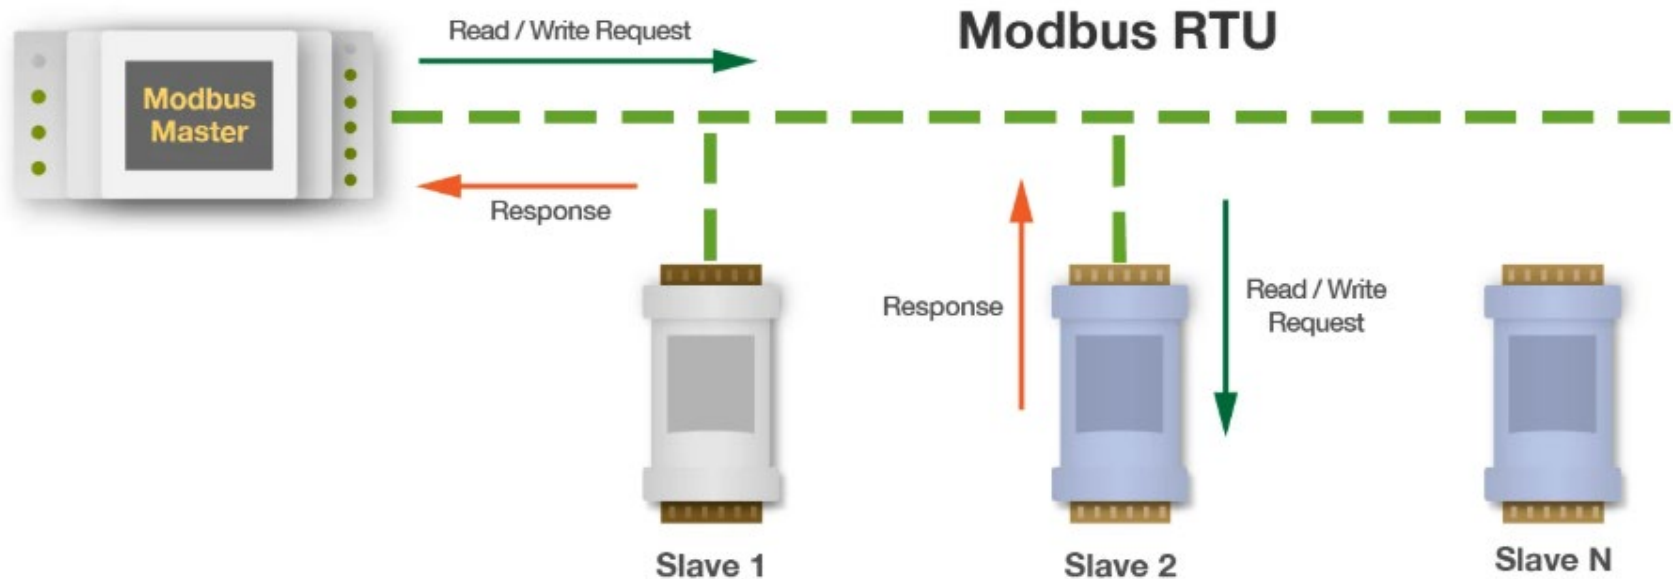 Read / Write Request
Modbus RTU
Modbus
Master
Response
Response
Read / Write
Request
Slave 1
Slave 2
Slave N